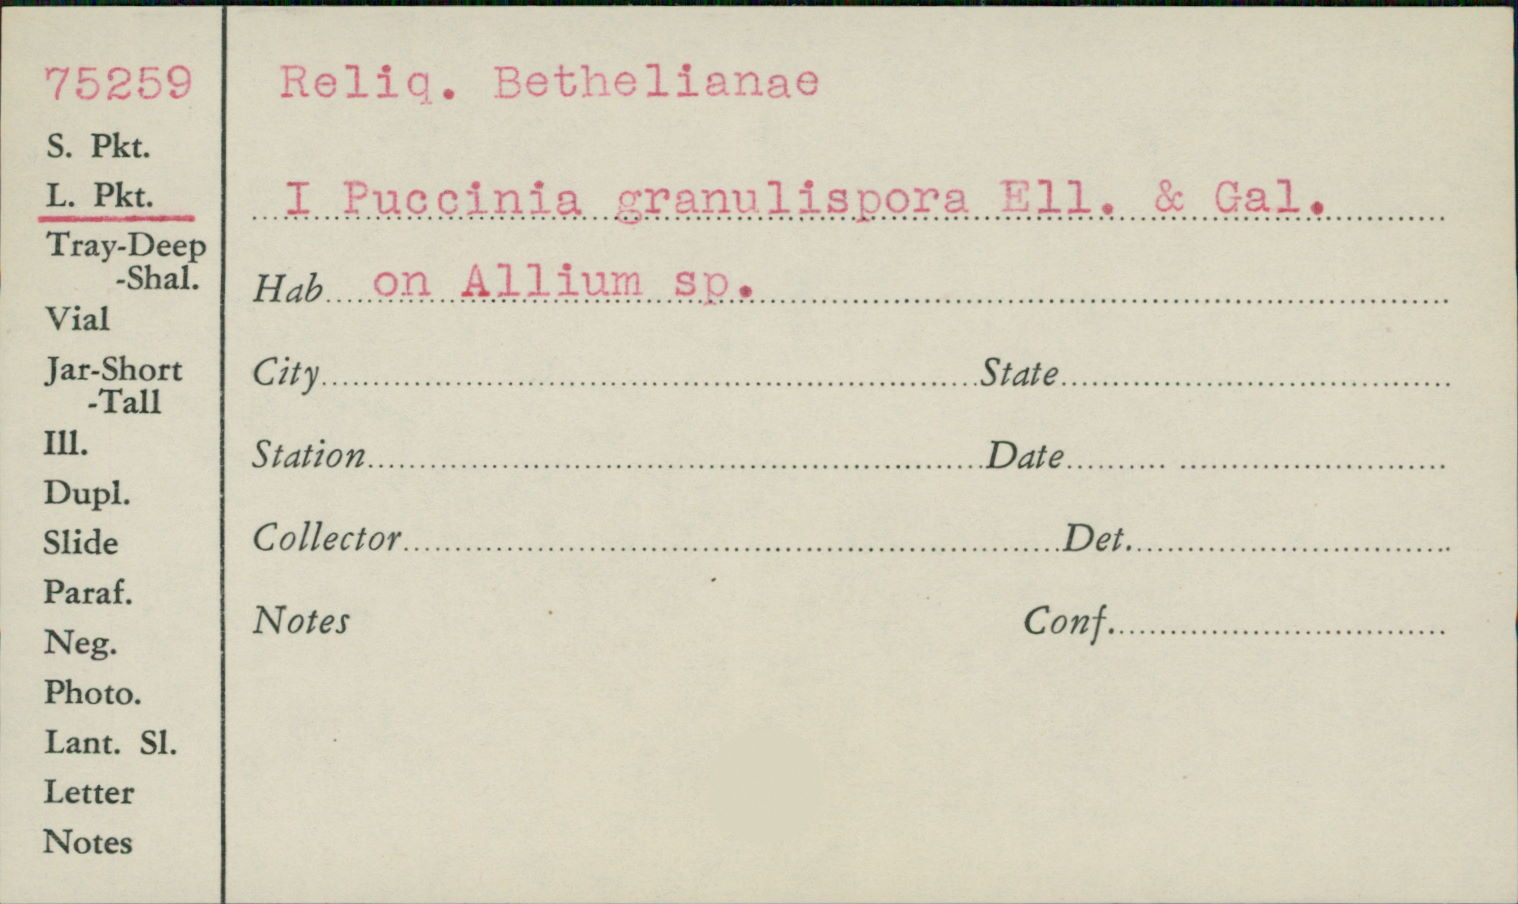 75259
Reliq. Bethelianae
S. Pkt.
L. Pkt.
I Puccinia granulispora Ell. & Gal.
Tray-Deep
-Shal.
Hab on Allium sp.
Vial
Jar-Short
-Tall
City State
Ill.
Station Date
Dupl.
Slide
Collector Det.
Paraf.
Notes Conf.
Neg.
Photo.
Lant. Sl.
Letter
Notes